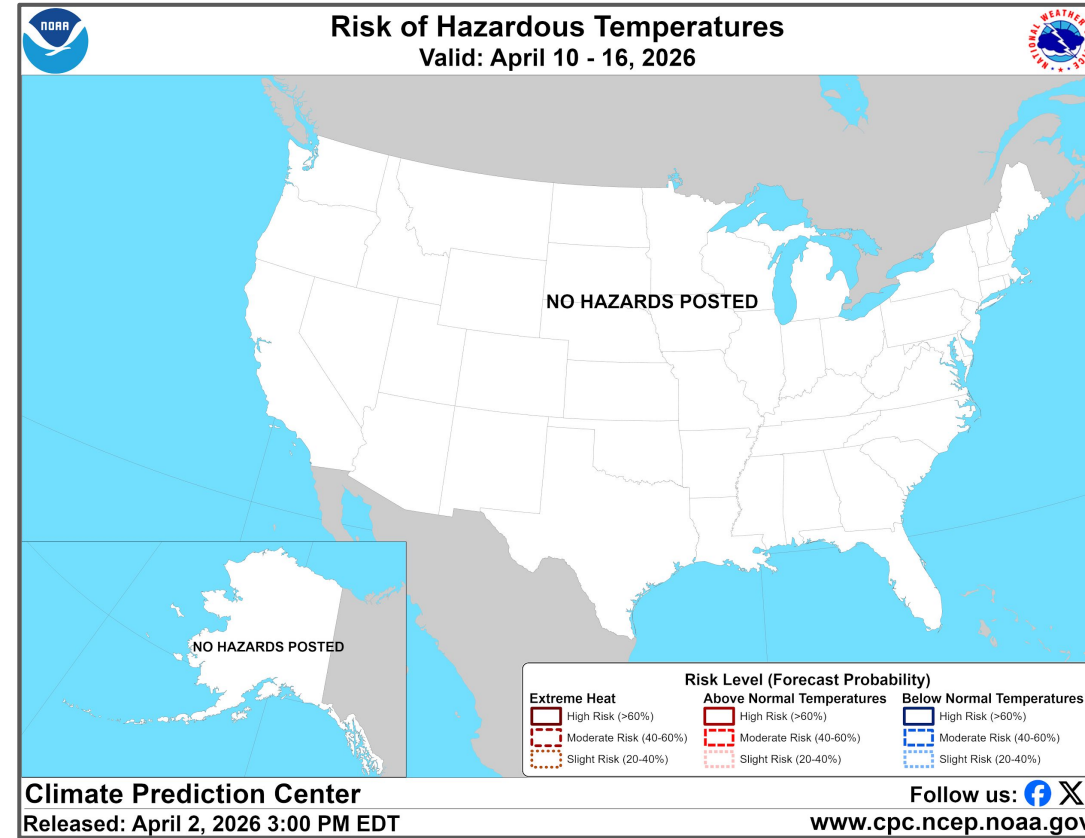 NOAA
Risk of Hazardous Temperatures
Valid: April 10 - 16, 2026
NATIONAL WEATHER SERVICE
NO HAZARDS POSTED
NO HAZARDS POSTED
Risk Level (Forecast Probability)
Extreme Heat
High Risk (>60%)
Moderate Risk (40-60%)
Slight Risk (20-40%)
Above Normal Temperatures
High Risk (>60%)
Moderate Risk (40-60%)
Slight Risk (20-40%)
Below Normal Temperatures
High Risk (>60%)
Moderate Risk (40-60%)
Slight Risk (20-40%)
Climate Prediction Center
Released: April 2, 2026 3:00 PM EDT
Follow us:
www.cpc.ncep.noaa.gov